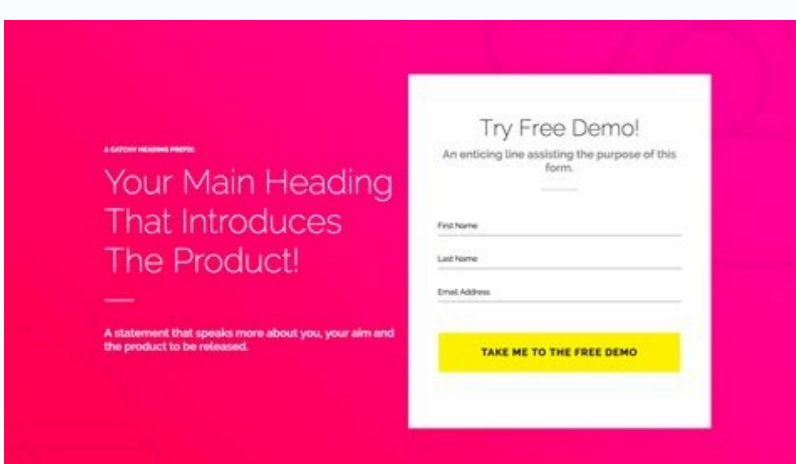 A CATCHY HEADING PREFIX:
Your Main Heading
That Introduces
The Product!
A statement that speaks more about you, your aim and
the product to be released.
Try Free Demo!
An enticing line assisting the purpose of this
form.
First Name
Last Name
Email Address
TAKE ME TO THE FREE DEMO